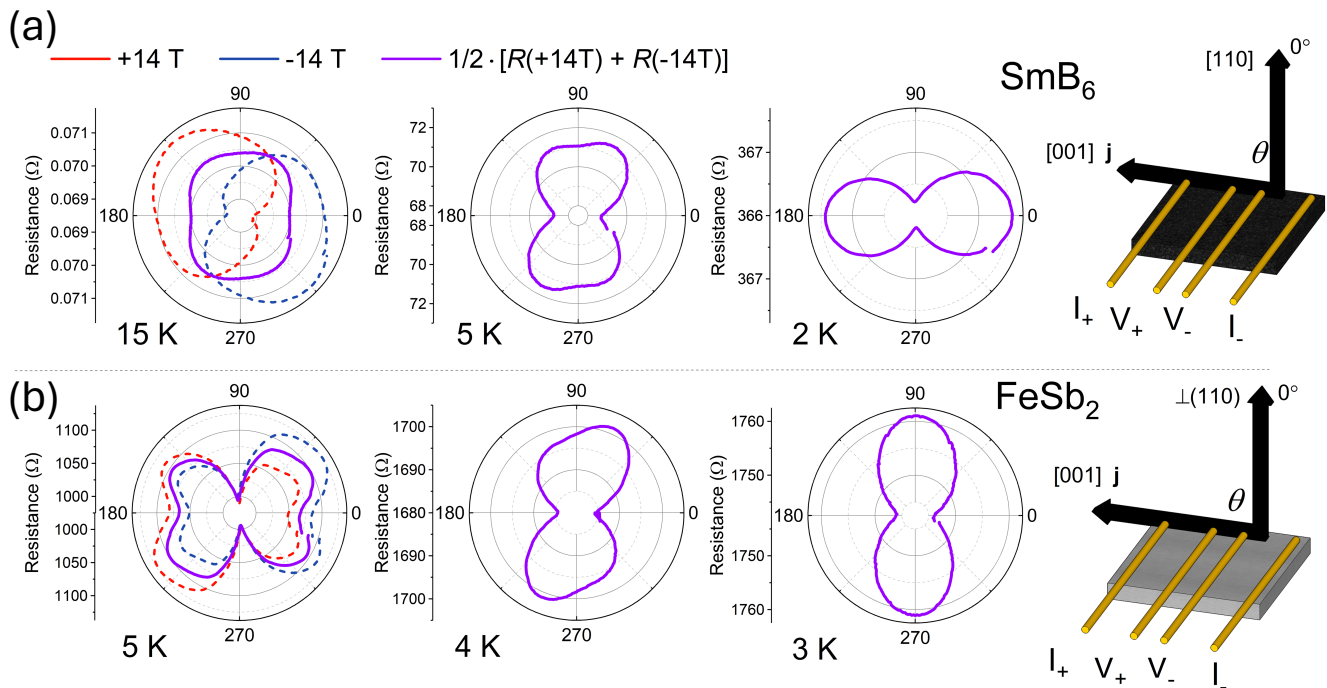 (a)
+14 T
-14 T
1/2 · [R(+14T) + R(-14T)]
Resistance (Ω)
0.071
0.070
0.069
0.069
0.070
0.071
90
180
0
270
15 K
Resistance (Ω)
72
70
68
68
70
72
90
180
0
270
5 K
Resistance (Ω)
367
366
367
90
180
0
270
2 K
SmB6
[110]
0°
[001] j
θ
I+
V+
V-
I-
(b)
Resistance (Ω)
1100
1050
1000
1000
1050
1100
90
180
0
270
5 K
Resistance (Ω)
1700
1690
1680
1690
1700
90
180
0
270
4 K
Resistance (Ω)
1760
1750
1750
1760
90
180
0
270
3 K
FeSb2
⊥(110)
0°
[001] j
θ
I+
V+
V-
I-